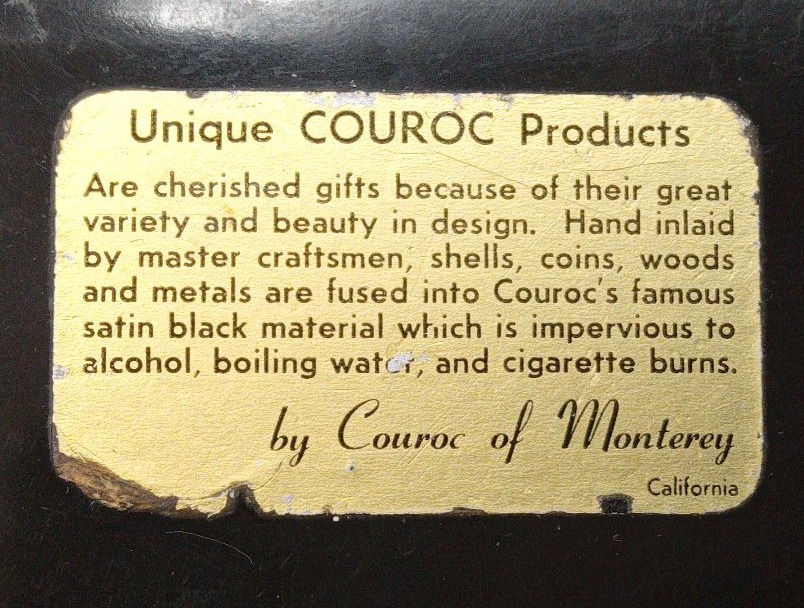 Unique COUROC Products
Are cherished gifts because of their great
variety and beauty in design. Hand inlaid
by master craftsmen, shells, coins, woods
and metals are fused into Couroc's famous
satin black material which is impervious to
alcohol, boiling water, and cigarette burns.
by Couroc of Monterey
California